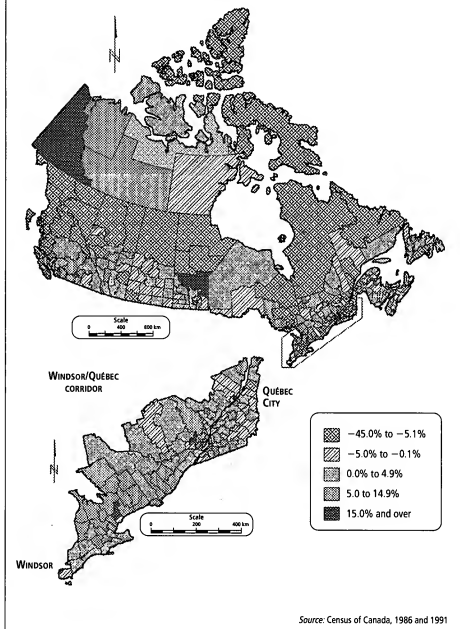 N
Scale
0 400 800 km
WINDSOR/QUÉBEC
CORRIDOR
QUÉBEC
CITY
N
−45.0% to −5.1%
−5.0% to −0.1%
0.0% to 4.9%
5.0 to 14.9%
15.0% and over
Scale
0 200 400 km
WINDSOR
Source: Census of Canada, 1986 and 1991